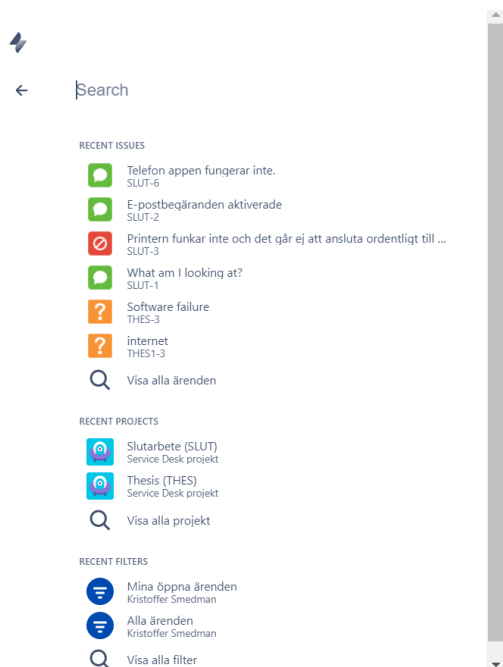 Search
RECENT ISSUES
Telefon appen fungerar inte.
SLUT-6
E-postbegäranden aktiverade
SLUT-2
Printern funkar inte och det går ej att ansluta ordentligt till ...
SLUT-3
What am I looking at?
SLUT-1
Software failure
THES-3
internet
THES1-3
Visa alla ärenden
RECENT PROJECTS
Slutarbete (SLUT)
Service Desk projekt
Thesis (THES)
Service Desk projekt
Visa alla projekt
RECENT FILTERS
Mina öppna ärenden
Kristoffer Smedman
Alla ärenden
Kristoffer Smedman
Visa alla filter